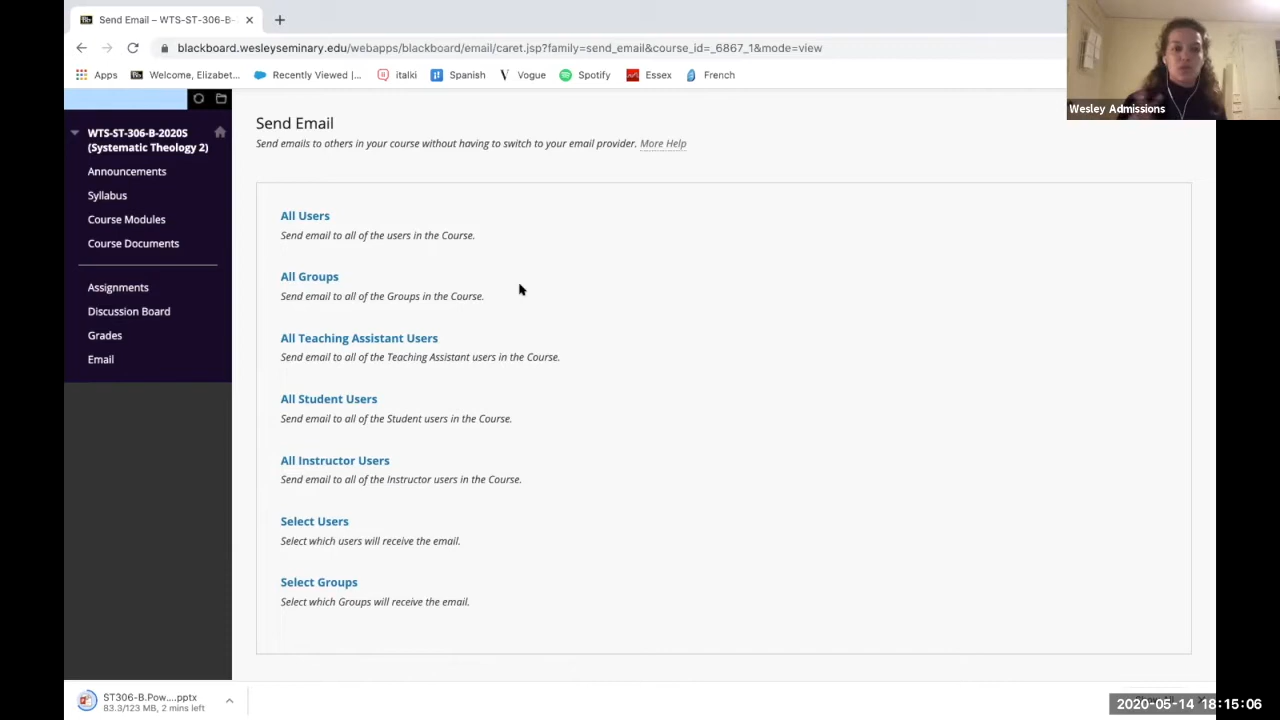 Send Email – WTS-ST-306-B-
blackboard.wesleyseminary.edu/webapps/blackboard/email/caret.jsp?family=send_email&course_id=_6867_1&mode=view
Apps
Welcome, Elizabet...
Recently Viewed |...
italki
Spanish
Vogue
Spotify
Essex
French
Wesley Admissions
WTS-ST-306-B-2020S
(Systematic Theology 2)
Announcements
Syllabus
Course Modules
Course Documents
Assignments
Discussion Board
Grades
Email
Send Email
Send emails to others in your course without having to switch to your email provider. More Help
All Users
Send email to all of the users in the Course.
All Groups
Send email to all of the Groups in the Course.
All Teaching Assistant Users
Send email to all of the Teaching Assistant users in the Course.
All Student Users
Send email to all of the Student users in the Course.
All Instructor Users
Send email to all of the Instructor users in the Course.
Select Users
Select which users will receive the email.
Select Groups
Select which Groups will receive the email.
ST306-B.Pow....pptx
83.3/123 MB, 2 mins left
2020-05-14 18:15:06